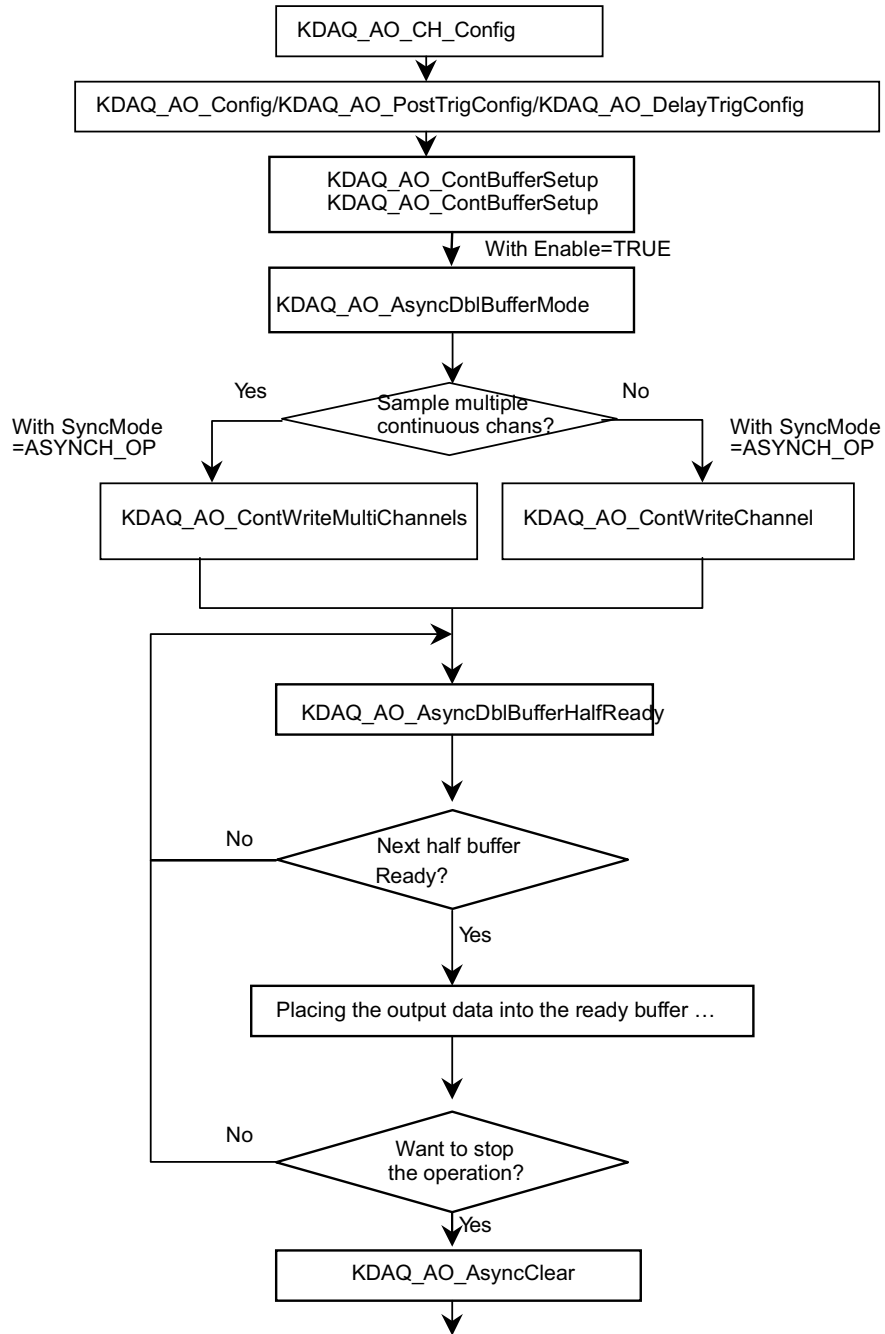 KDAQ_AO_CH_Config
KDAQ_AO_Config/KDAQ_AO_PostTrigConfig/KDAQ_AO_DelayTrigConfig
KDAQ_AO_ContBufferSetup
KDAQ_AO_ContBufferSetup
With Enable=TRUE
KDAQ_AO_AsyncDblBufferMode
Yes
No
Sample multiple
continuous chans?
With SyncMode
=ASYNCH_OP
With SyncMode
=ASYNCH_OP
KDAQ_AO_ContWriteMultiChannels
KDAQ_AO_ContWriteChannel
KDAQ_AO_AsyncDblBufferHalfReady
No
Next half buffer
Ready?
Yes
Placing the output data into the ready buffer …
No
Want to stop
the operation?
Yes
KDAQ_AO_AsyncClear